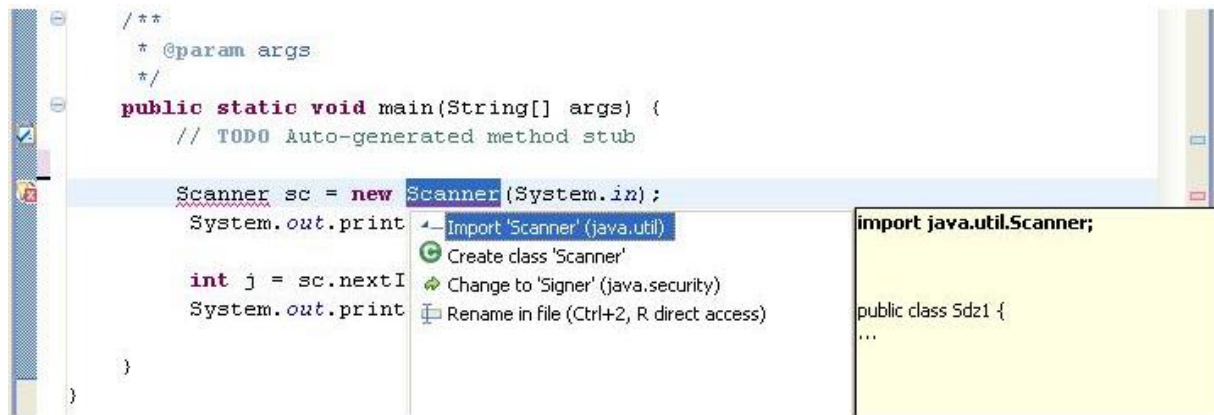 /**
* @param args
*/
public static void main(String[] args) {
// TODO Auto-generated method stub
Scanner sc = new Scanner(System.in);
System.out.print
int j = sc.nextI
System.out.print
}
}
Import 'Scanner' (java.util)
Create class 'Scanner'
Change to 'Signer' (java.security)
Rename in file (Ctrl+2, R direct access)
import java.util.Scanner;
public class Sdz1 {
...